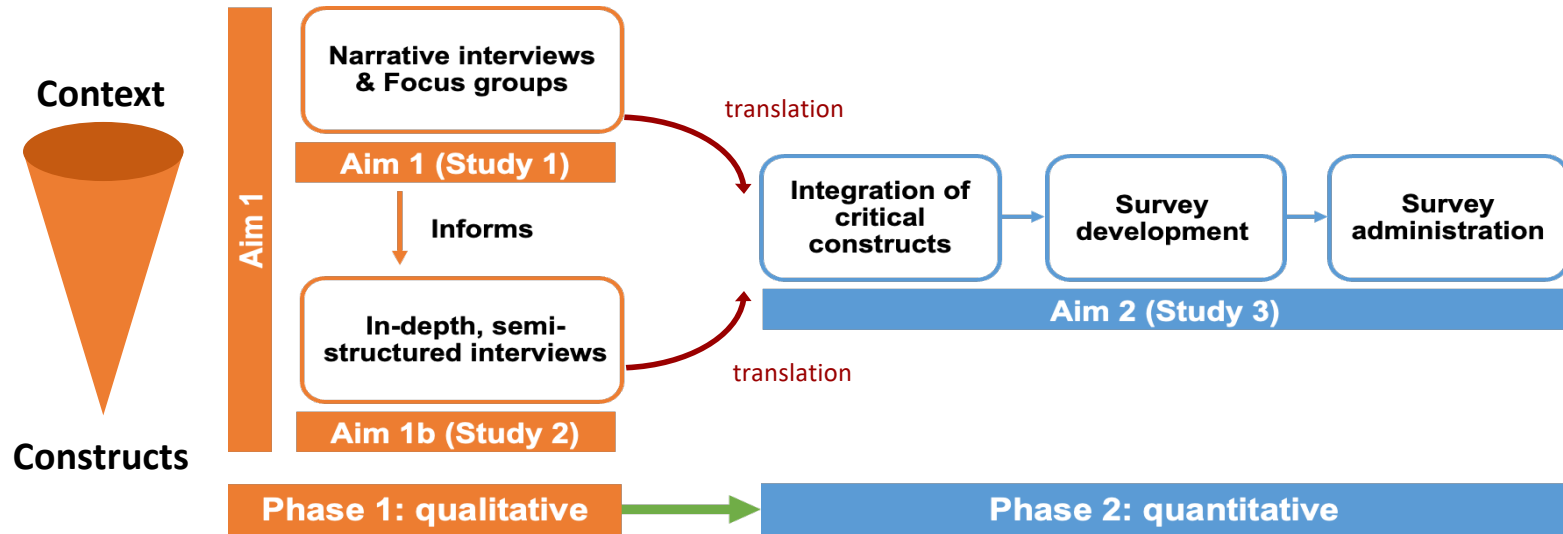 Context
Constructs
Aim 1
Narrative interviews
& Focus groups
Aim 1 (Study 1)
Informs
In-depth, semi-
structured interviews
Aim 1b (Study 2)
translation
translation
Integration of
critical
constructs
Survey
development
Survey
administration
Aim 2 (Study 3)
Phase 1: qualitative
Phase 2: quantitative